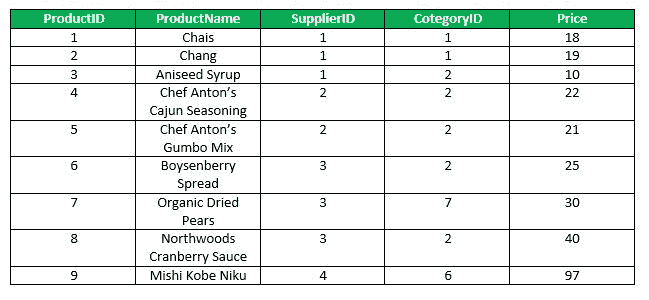 ProductID ProductName SupplierID CotegoryID Price
1 Chais 1 1 18
2 Chang 1 1 19
3 Aniseed Syrup 1 2 10
4 Chef Anton’s 2 2 22
Cajun Seasoning
5 Chef Anton’s 2 2 21
Gumbo Mix
6 Boysenberry 3 2 25
Spread
7 Organic Dried 3 7 30
Pears
8 Northwoods 3 2 40
Cranberry Sauce
9 Mishi Kobe Niku 4 6 97